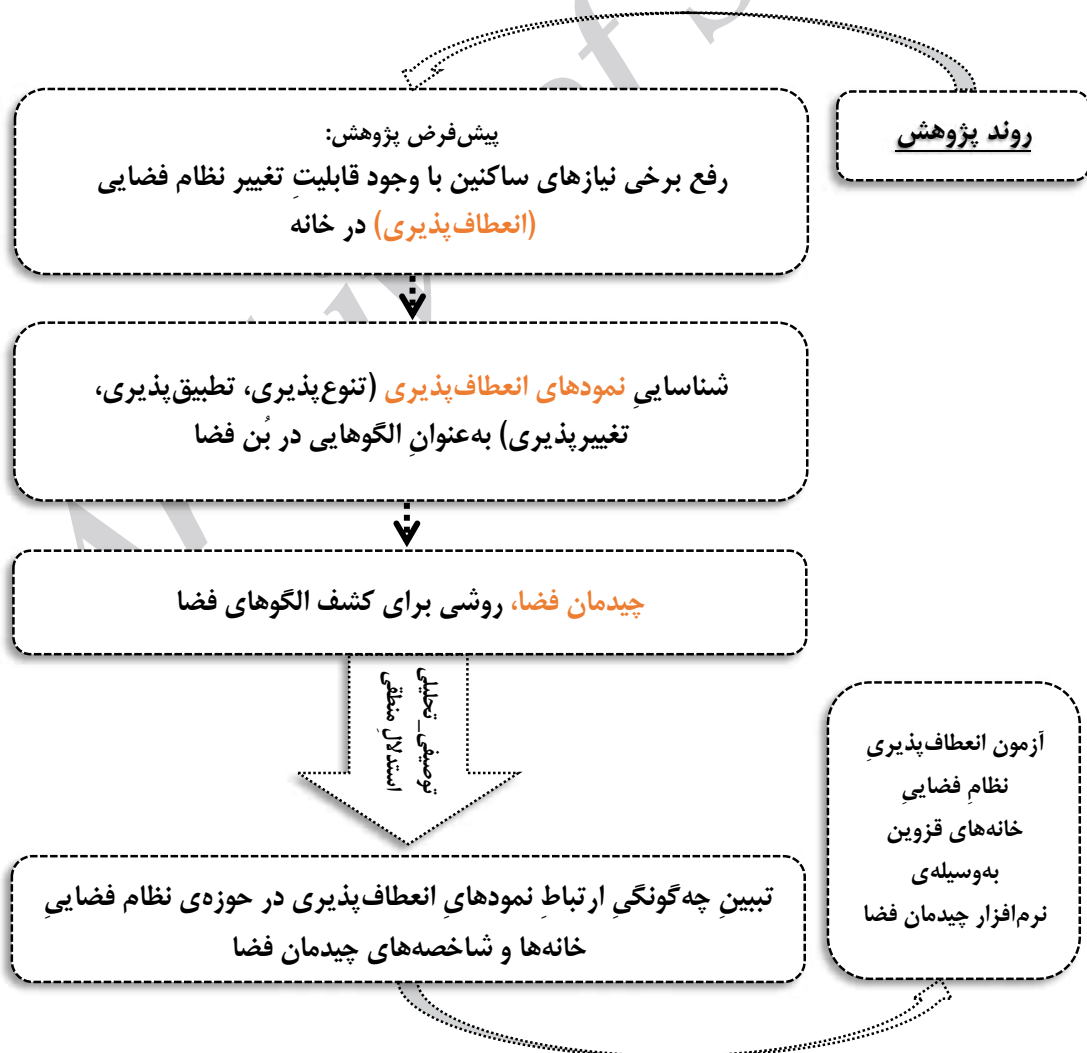 روند پژوهش
پیش‌فرض پژوهش:
رفع برخی نیازهای ساکنین با وجود قابلیتِ تغییر نظام فضایی
(انعطاف‌پذیری) در خانه
شناساییِ نمودهای انعطاف‌پذیری (تنوع‌پذیری، تطبیق‌پذیری،
تغییرپذیری) به‌عنوانِ الگوهایی در بُن فضا
چیدمان فضا، روشی برای کشف الگوهای فضا
توصیفی_ تحلیلی
استدلالِ منطقی
تببینِ چه‌گونگیِ ارتباطِ نمودهایِ انعطاف‌پذیری در حوزه‌ی نظام فضاییِ
خانه‌ها و شاخصه‌های چیدمان فضا
آزمون انعطاف‌پذیریِ
نظامِ فضاییِ
خانه‌های قزوین
به‌وسیله‌ی
نرم‌افزار چیدمان فضا